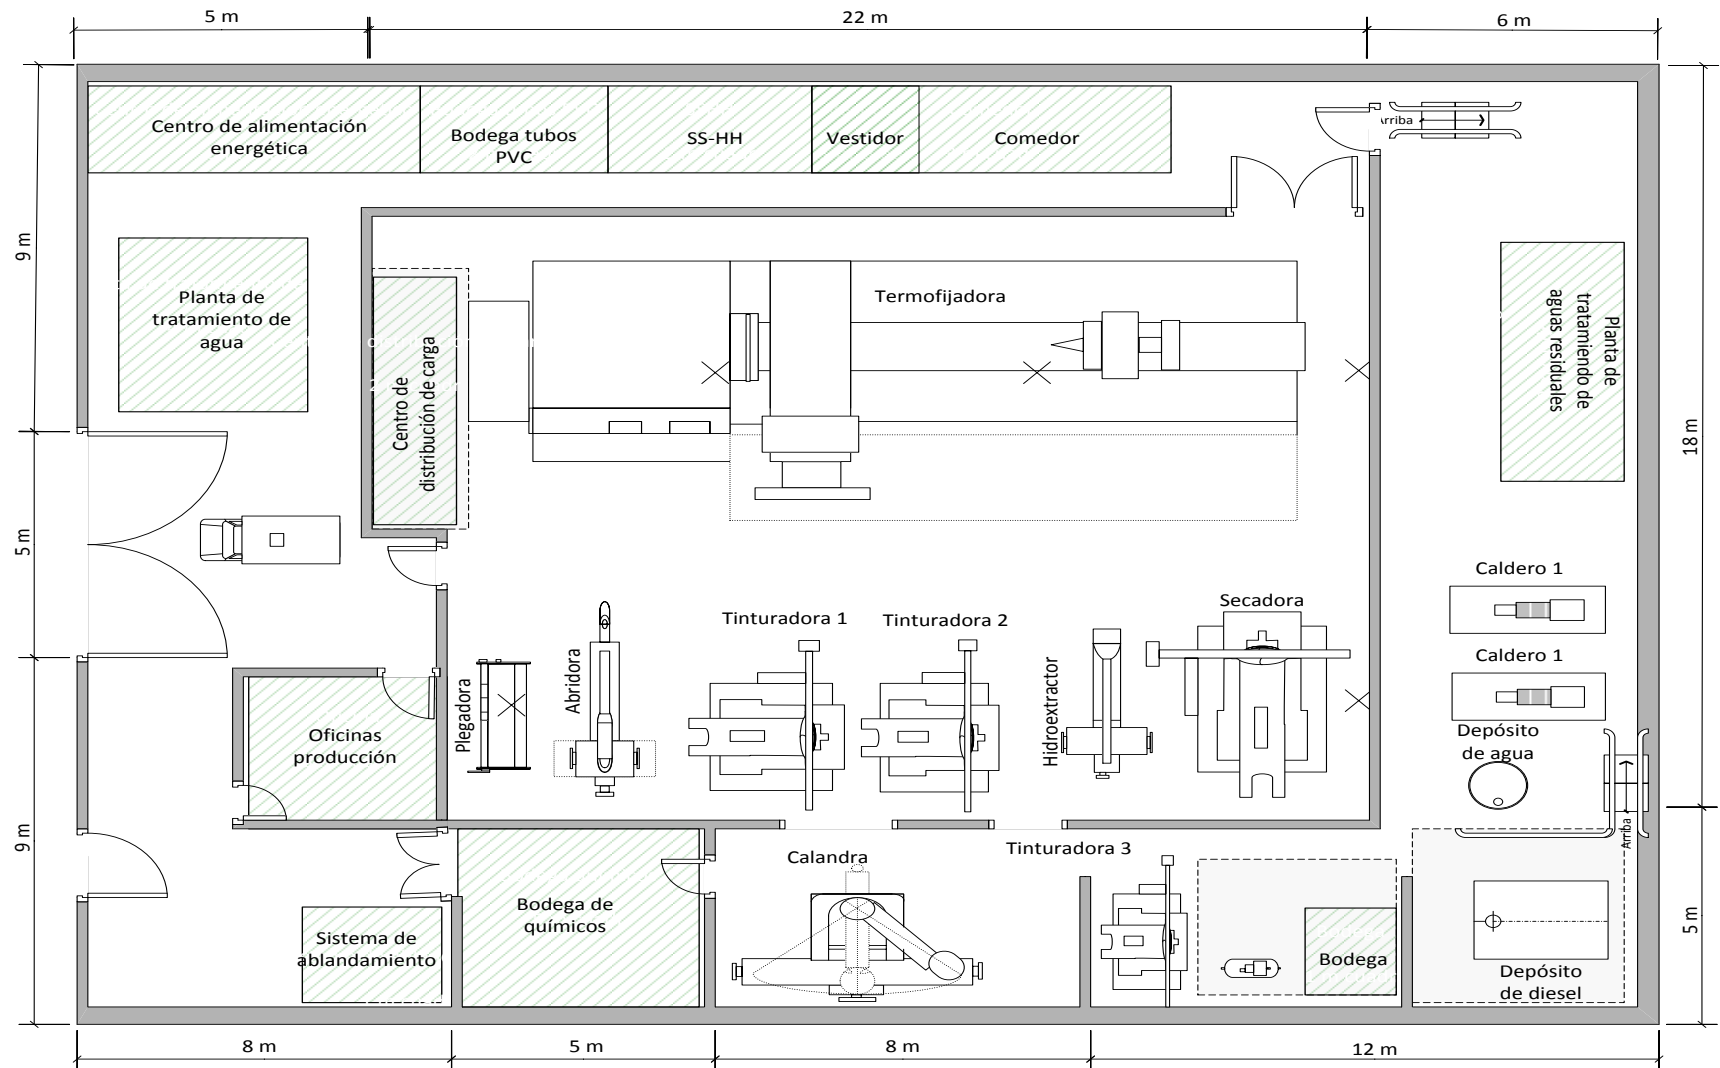 5 m
22 m
6 m
Centro de alimentación
energética
Bodega tubos
PVC
SS-HH
Vestidor
Comedor
Arriba
9 m
Planta de
tratamiento de
agua
Centro de
distribución de carga
Termofijadora
Planta de
tratamiendo de
aguas residuales
18 m
5 m
Caldero 1
Secadora
Tinturadora 1
Tinturadora 2
Abridora
Plegadora
Hidroextractor
Caldero 1
Depósito
de agua
Oficinas
producción
9 m
Arriba
Calandra
Tinturadora 3
Bodega de
químicos
Sistema de
ablandamiento
Bodega
Depósito
de diesel
5 m
8 m
5 m
8 m
12 m